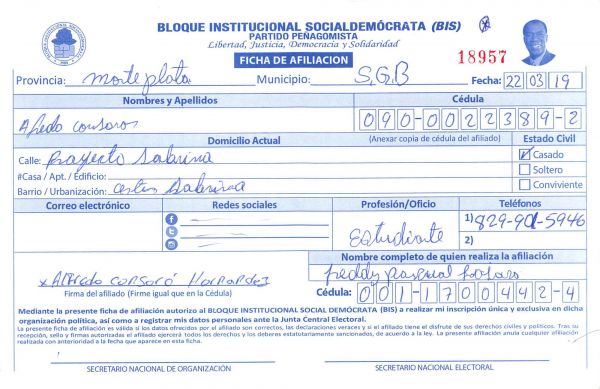 BLOQUE INSTITUCIONAL SOCIALDEMÓCRATA (BIS)
PARTIDO PEÑAGOMISTA
Libertad, Justicia, Democracia y Solidaridad
FICHA DE AFILIACION
18957
Provincia: Monte plata Municipio: S.G.B Fecha: 22 03 19
Nombres y Apellidos Cédula
Afredo consoros 090-0022389-2
Domicilio Actual (Anexar copia de cédula del afiliado) Estado Civil
Calle: Proyecto Sabrina Casado
#Casa / Apt. / Edificio: Soltero
Barrio / Urbanización: Sabrina Conviviente
Correo electrónico Redes sociales Profesión/Oficio Teléfonos
Estudiante 1) 829-901-5946
2)
Nombre completo de quien realiza la afiliación
x Alfredo consoró Hernandez freddy pascual
Firma del afiliado (Firme igual que en la Cédula) Cédula: 001-1700442-4
Mediante la presente ficha de afiliación autorizo al BLOQUE INSTITUCIONAL SOCIAL DEMÓCRATA (BIS) a realizar mi inscripción única y exclusiva en dicha
organización política, así como a registrar mis datos personales ante la Junta Central Electoral.
La presente ficha de afiliación es válida si los datos ofrecidos por el afiliado son correctos, las declaraciones veraces y si el afiliado tiene el disfrute de sus derechos civiles y políticos. Tras su
recepción, sello y firmas autorizadas el afiliado ejercerá todos los derechos y los deberes estatutariamente sancionados, de acuerdo a la ley. La presente afiliación anula cualquier afiliación
realizada con anterioridad a la fecha que aparece en esta ficha.
SECRETARIO NACIONAL DE ORGANIZACIÓN SECRETARIO NACIONAL ELECTORAL